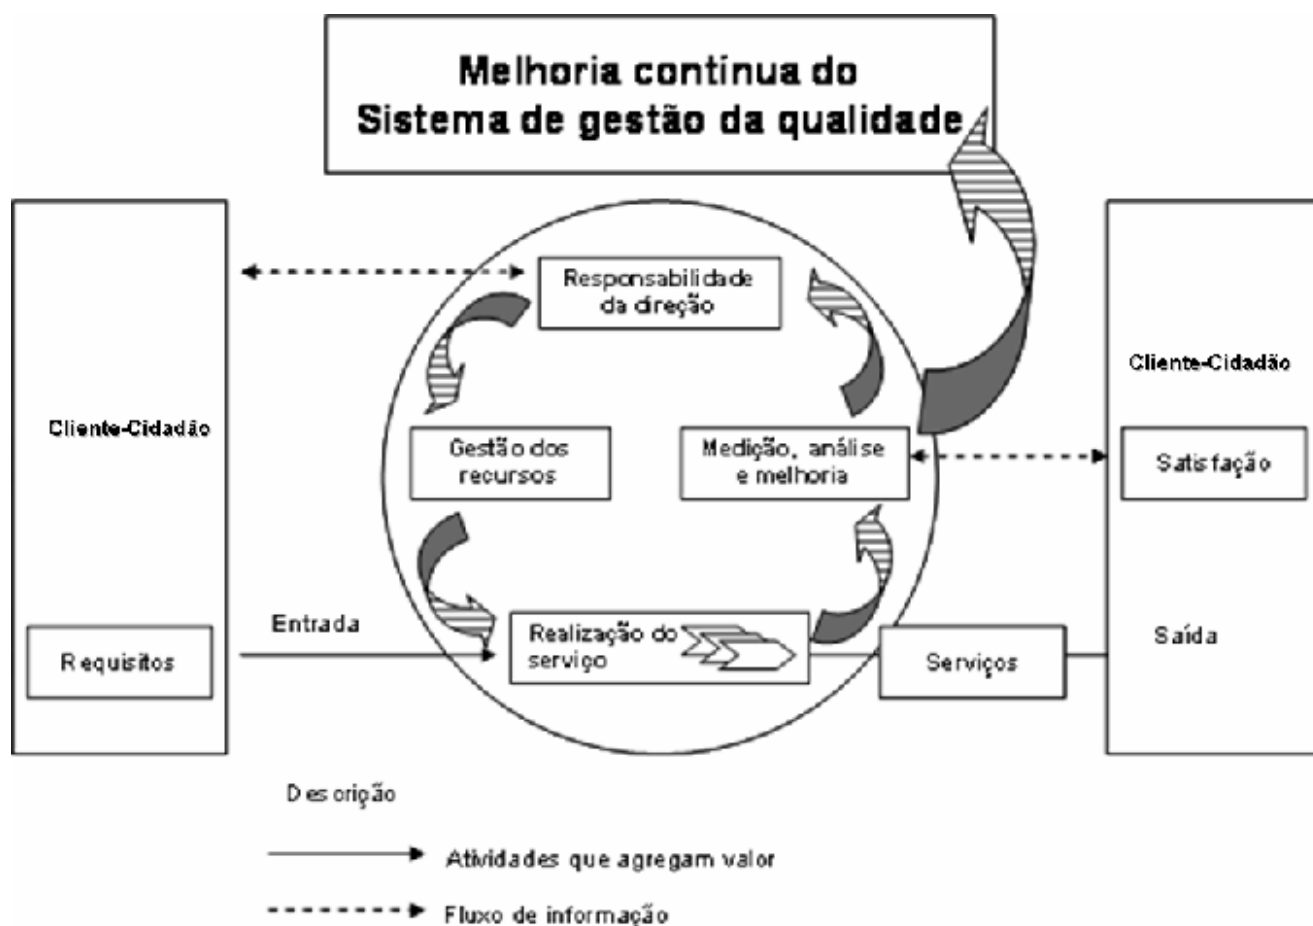 Melhoria contínua do
Sistema de gestão da qualidade
Responsabilidade
da direção
Cliente-Cidadão
Cliente-Cidadão
Gestão dos
recursos
Medição, análise
e melhoria
Satisfação
Entrada
Requisitos
Realização do
serviço
Serviços
Saída
Descrição
Atividades que agregam valor
Fluxo de informação